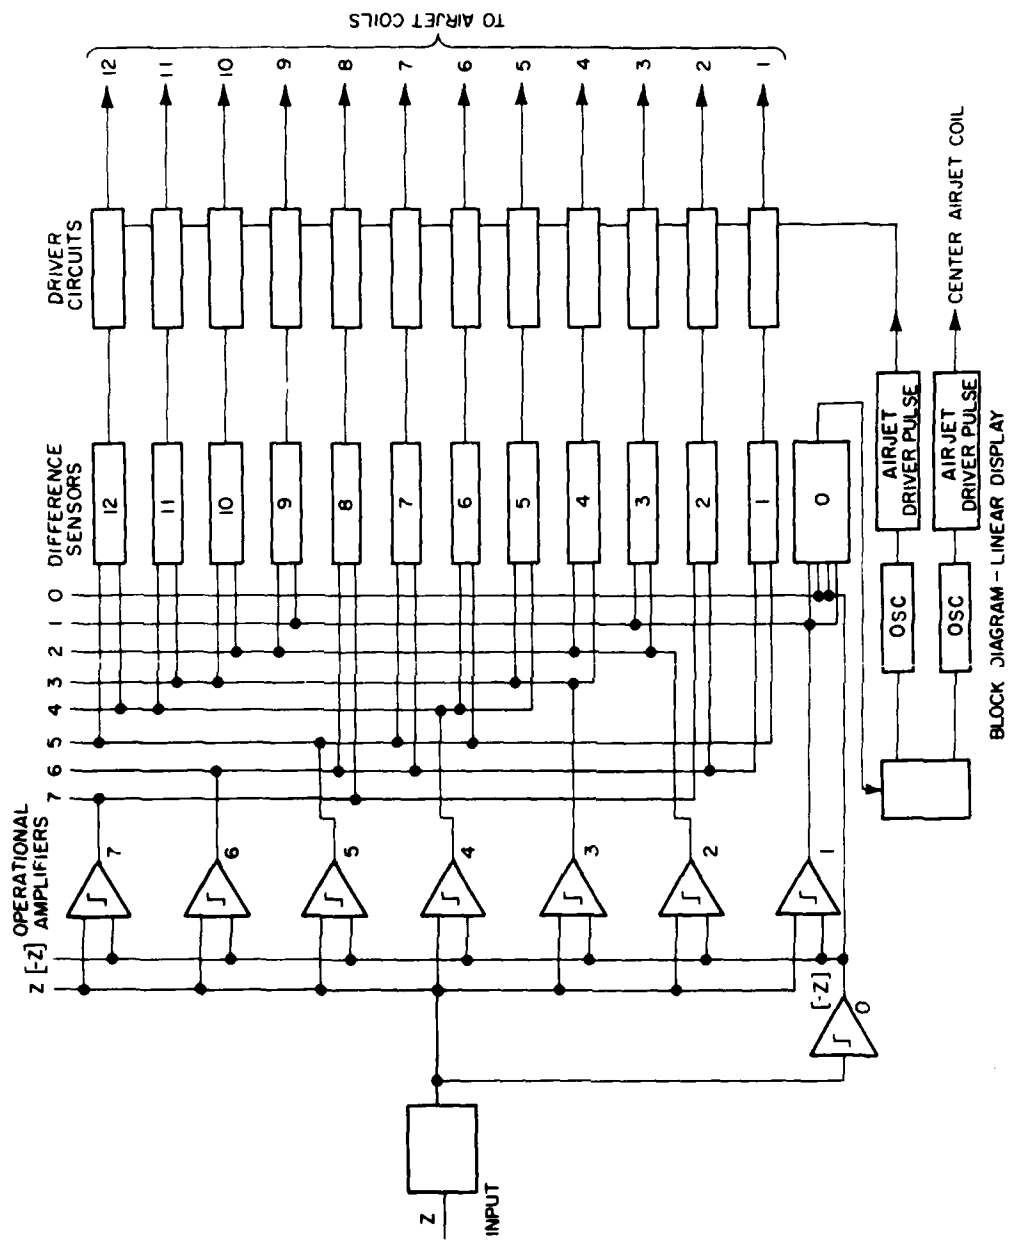 TO AIRJET COILS
12
11
10
9
8
7
6
5
4
3
2
1
DRIVER
CIRCUITS
DIFFERENCE
SENSORS
12
11
10
9
8
7
6
5
4
3
2
1
0
0
1
2
3
4
5
6
7
OPERATIONAL
AMPLIFIERS
7
6
5
4
3
2
1
Z [-Z]
[-Z]
0
Z
INPUT
OSC
AIRJET
DRIVER PULSE
OSC
AIRJET
DRIVER PULSE
CENTER AIRJET COIL
BLOCK DIAGRAM – LINEAR DISPLAY